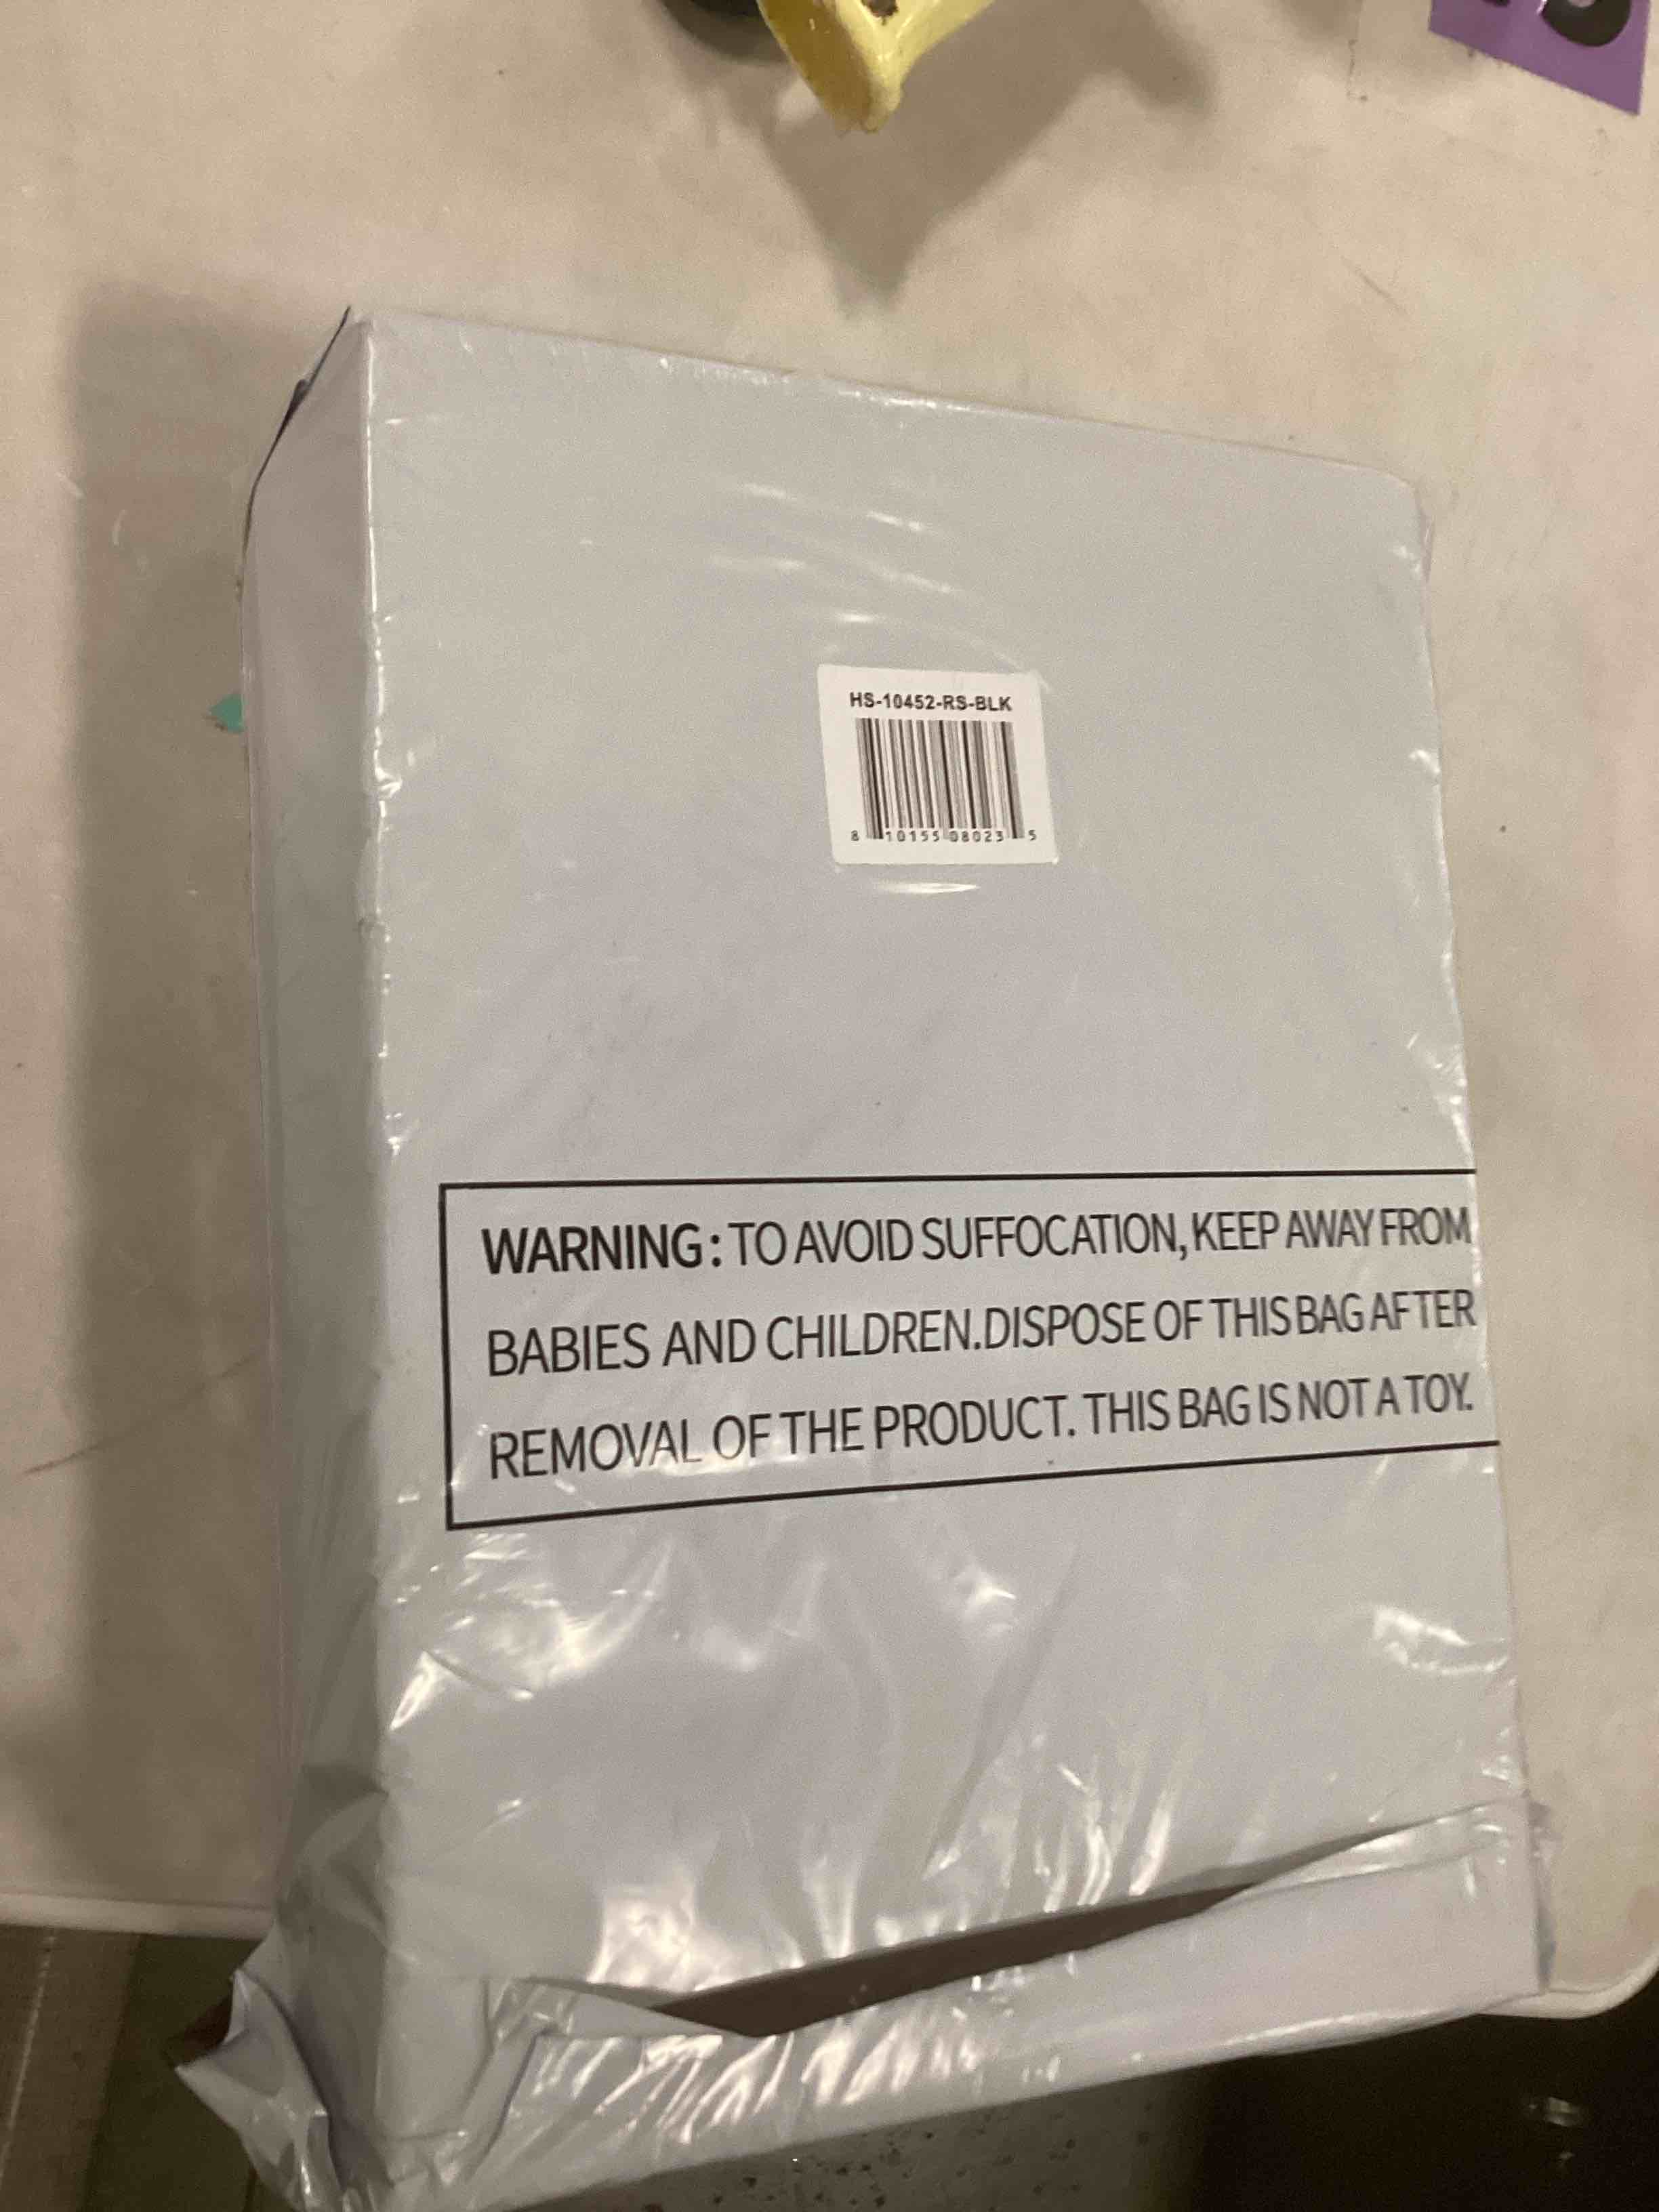 HS-10452-RS-BLK
8 10155 08023 5
WARNING: TO AVOID SUFFOCATION, KEEP AWAY FROM
BABIES AND CHILDREN.DISPOSE OF THIS BAG AFTER
REMOVAL OF THE PRODUCT. THIS BAG IS NOT A TOY.